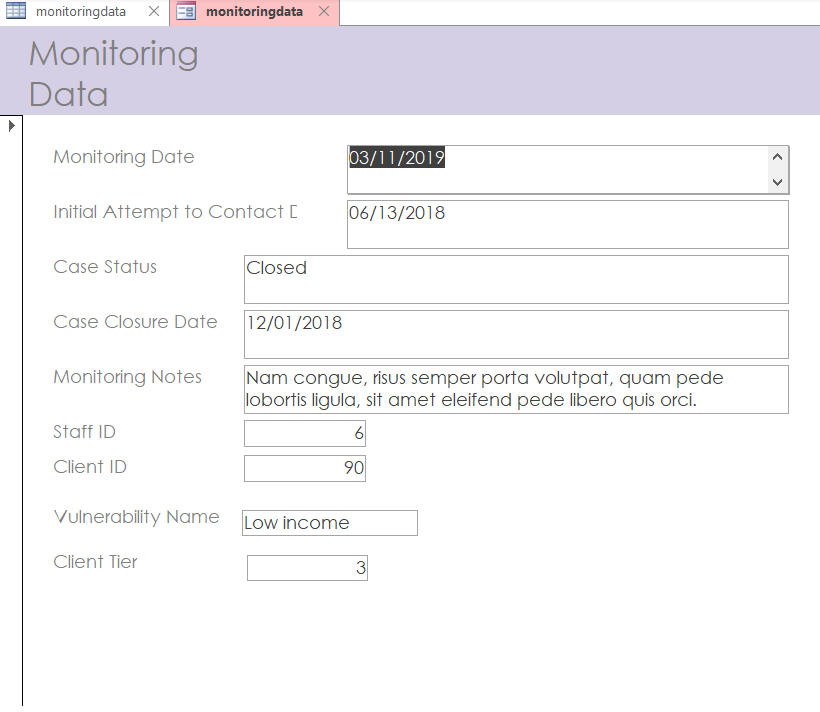 monitoringdata
monitoringdata
Monitoring
Data
Monitoring Date 03/11/2019
Initial Attempt to Contact D 06/13/2018
Case Status Closed
Case Closure Date 12/01/2018
Monitoring Notes Nam congue, risus semper porta volutpat, quam pede
lobortis ligula, sit amet eleifend pede libero quis orci.
Staff ID 6
Client ID 90
Vulnerability Name Low income
Client Tier 3